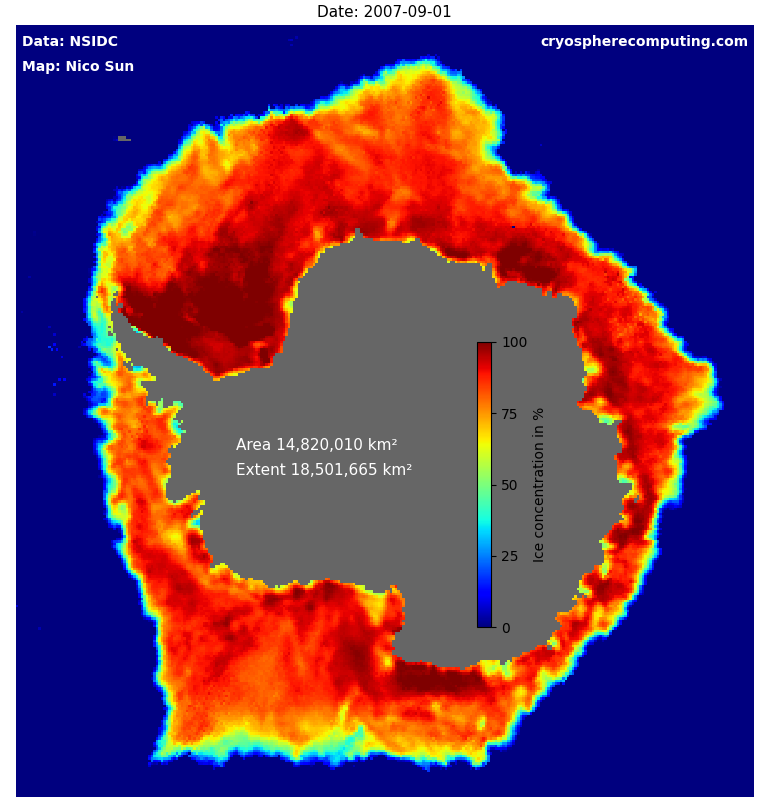 Date: 2007-09-01
Data: NSIDC
cryospherecomputing.com
Map: Nico Sun
100
75
50
25
0
Ice concentration in %
Area 14,820,010 km²
Extent 18,501,665 km²